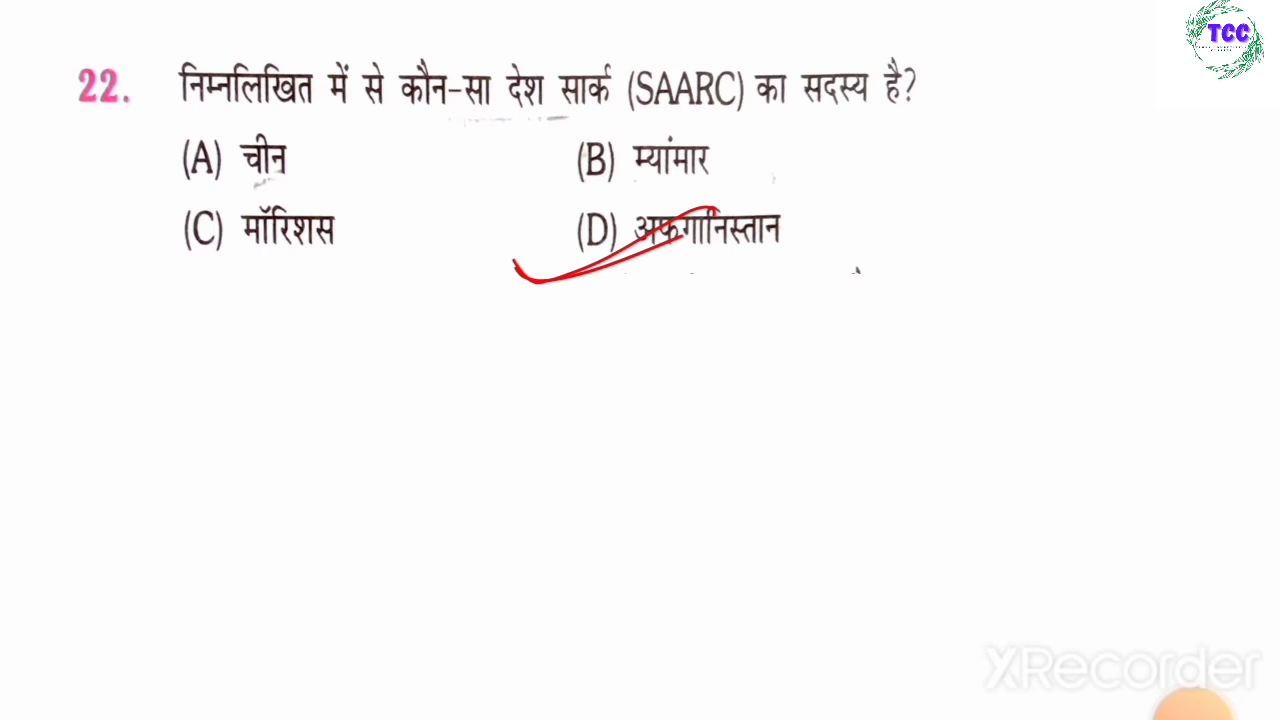 TCC
22. निम्नलिखित में से कौन-सा देश सार्क (SAARC) का सदस्य है?
(A) चीन (B) म्यांमार
(C) मॉरिशस (D) अफगानिस्तान
XRecorder